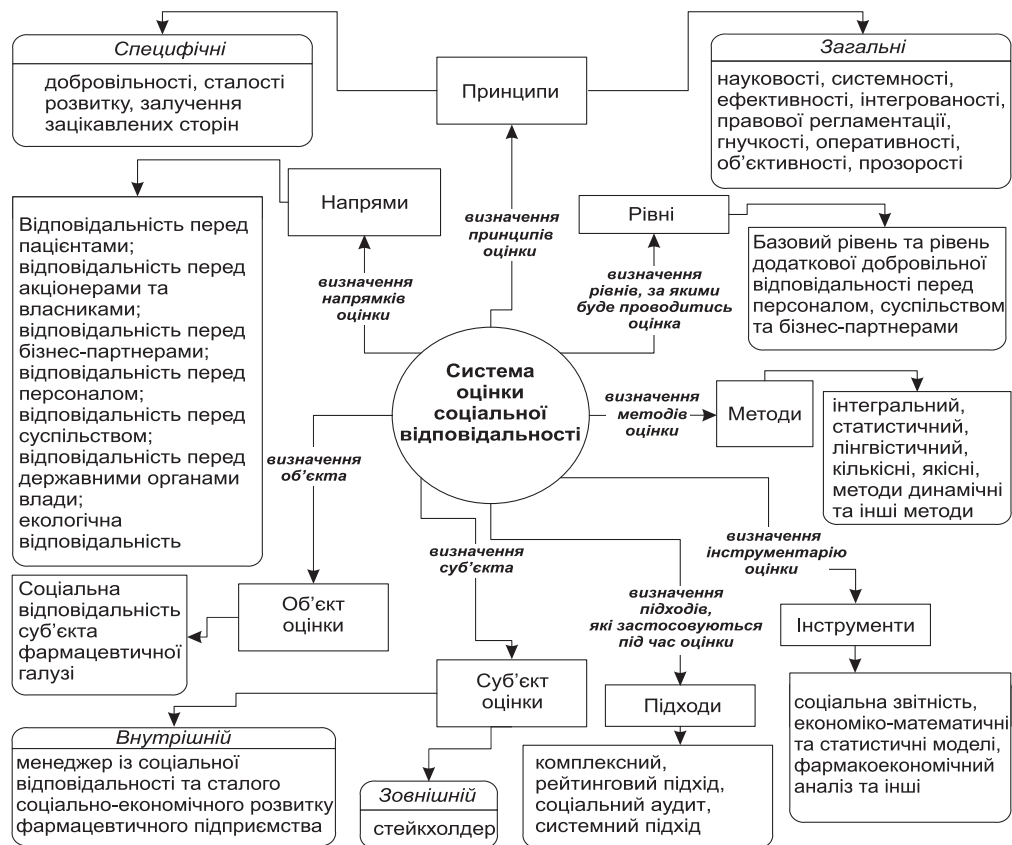 Специфічні
добровільності, сталості
розвитку, залучення
зацікавлених сторін
Принципи
Загальні
науковості, системності,
ефективності, інтегрованості,
правової регламентації,
гнучкості, оперативності,
об’єктивності, прозорості
Напрями
визначення
принципів
оцінки
Рівні
Відповідальність перед
пацієнтами;
відповідальність перед
акціонерами та
власниками;
відповідальність перед
бізнес-партнерами;
відповідальність перед
персоналом;
відповідальність перед
суспільством;
відповідальність перед
державними органами
влади;
екологічна
відповідальність
визначення
напрямків
оцінки
визначення
рівнів, за якими
буде проводитись
оцінка
Базовий рівень та рівень
додаткової добровільної
відповідальності перед
персоналом, суспільством
та бізнес-партнерами
Система
оцінки
соціальної
відповідальності
визначення
методів
оцінки
Методи
інтегральний,
статистичний,
лінгвістичний,
кількісні, якісні,
методи динамічні
та інші методи
визначення
об’єкта
визначення
суб’єкта
визначення
інструментарію
оцінки
визначення
підходів,
які застосовуються
під час оцінки
Соціальна
відповідальність
суб’єкта
фармацевтичної
галузі
Об’єкт
оцінки
Інструменти
Суб’єкт
оцінки
Підходи
соціальна звітність,
економіко-математичні
та статистичні моделі,
фармакоекономічний
аналіз та інші
Внутрішній
менеджер із соціальної
відповідальності та сталого
соціально-економічного розвитку
фармацевтичного підприємства
Зовнішній
стейкхолдер
комплексний,
рейтинговий підхід,
соціальний аудит,
системний підхід